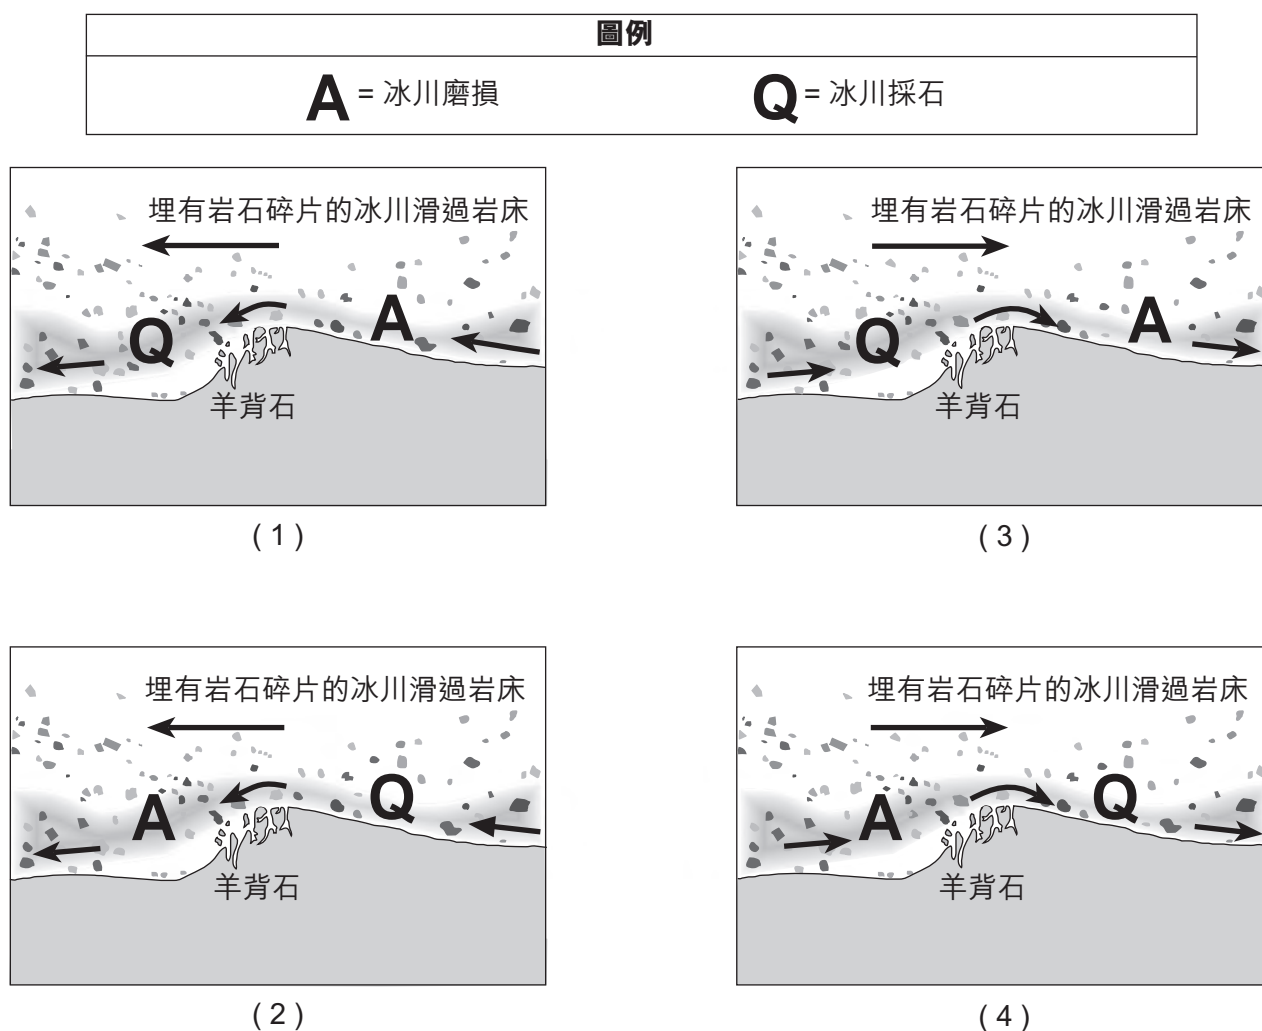 圖例
A = 冰川磨損
Q = 冰川採石
埋有岩石碎片的冰川滑過岩床
Q
A
羊背石
(1)
埋有岩石碎片的冰川滑過岩床
Q
A
羊背石
(3)
埋有岩石碎片的冰川滑過岩床
A
Q
羊背石
(2)
埋有岩石碎片的冰川滑過岩床
A
Q
羊背石
(4)